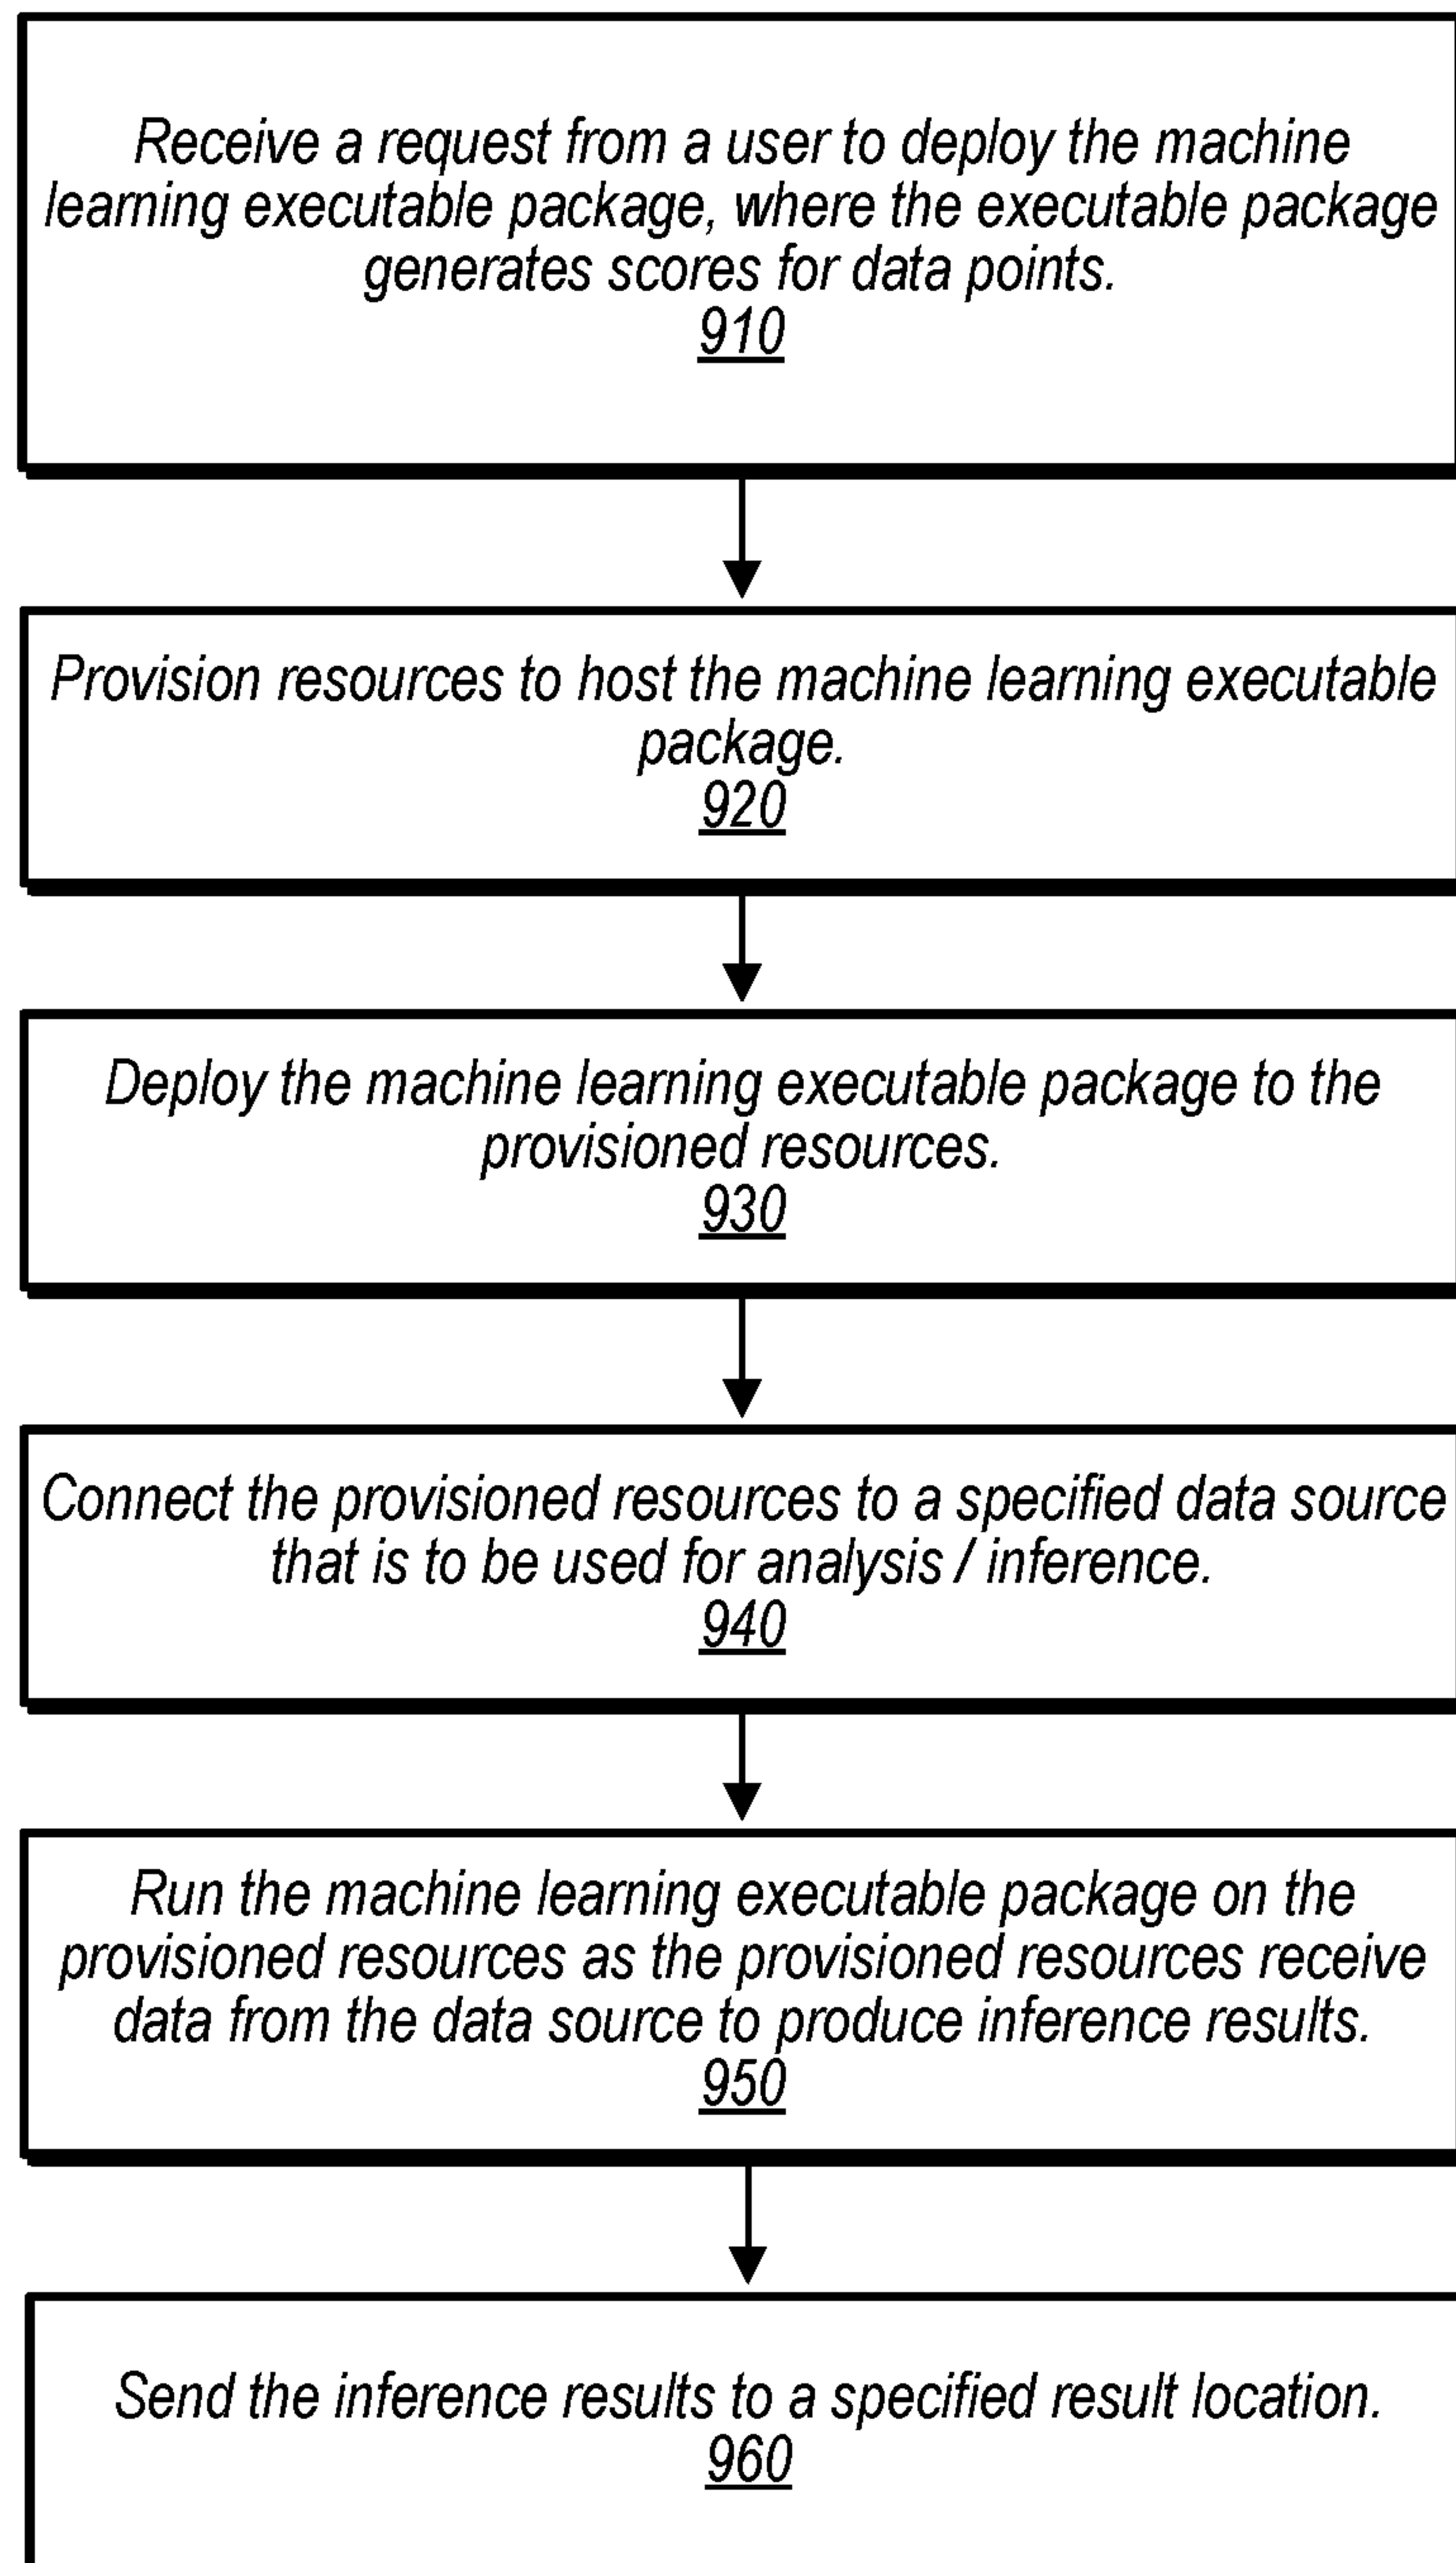 Receive a request from a user to deploy the machine
learning executable package, where the executable package
generates scores for data points.
910
Provision resources to host the machine learning executable
package.
920
Deploy the machine learning executable package to the
provisioned resources.
930
Connect the provisioned resources to a specified data source
that is to be used for analysis / inference.
940
Run the machine learning executable package on the
provisioned resources as the provisioned resources receive
data from the data source to produce inference results.
950
Send the inference results to a specified result location.
960